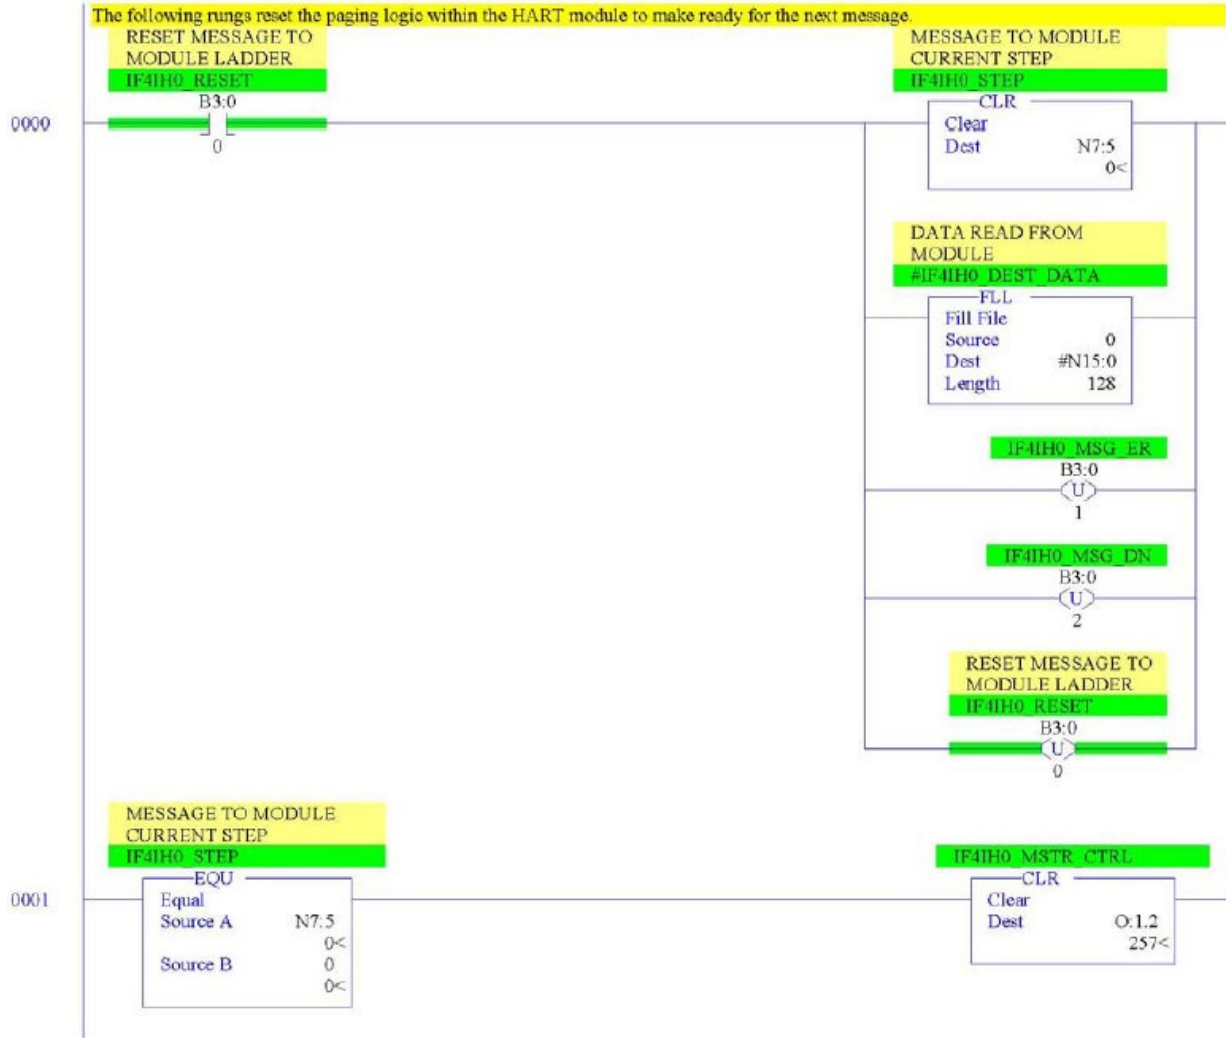 The following rungs reset the paging logic within the HART module to make ready for the next message.
RESET MESSAGE TO
MODULE LADDER
IF4IH0_RESET
B3:0
0
0000
MESSAGE TO MODULE
CURRENT STEP
IF4IH0_STEP
CLR
Clear
Dest N7:5
0<
DATA READ FROM
MODULE
#IF4IH0_DEST_DATA
FLL
Fill File
Source 0
Dest #N15:0
Length 128
IF4IH0_MSG_ER
B3:0
U
1
IF4IH0_MSG_DN
B3:0
U
2
RESET MESSAGE TO
MODULE LADDER
IF4IH0_RESET
B3:0
U
0
MESSAGE TO MODULE
CURRENT STEP
IF4IH0_STEP
EQU
Equal
Source A N7:5
0<
Source B 0
0<
0001
IF4IH0_MSTR_CTRL
CLR
Clear
Dest O:1.2
257<